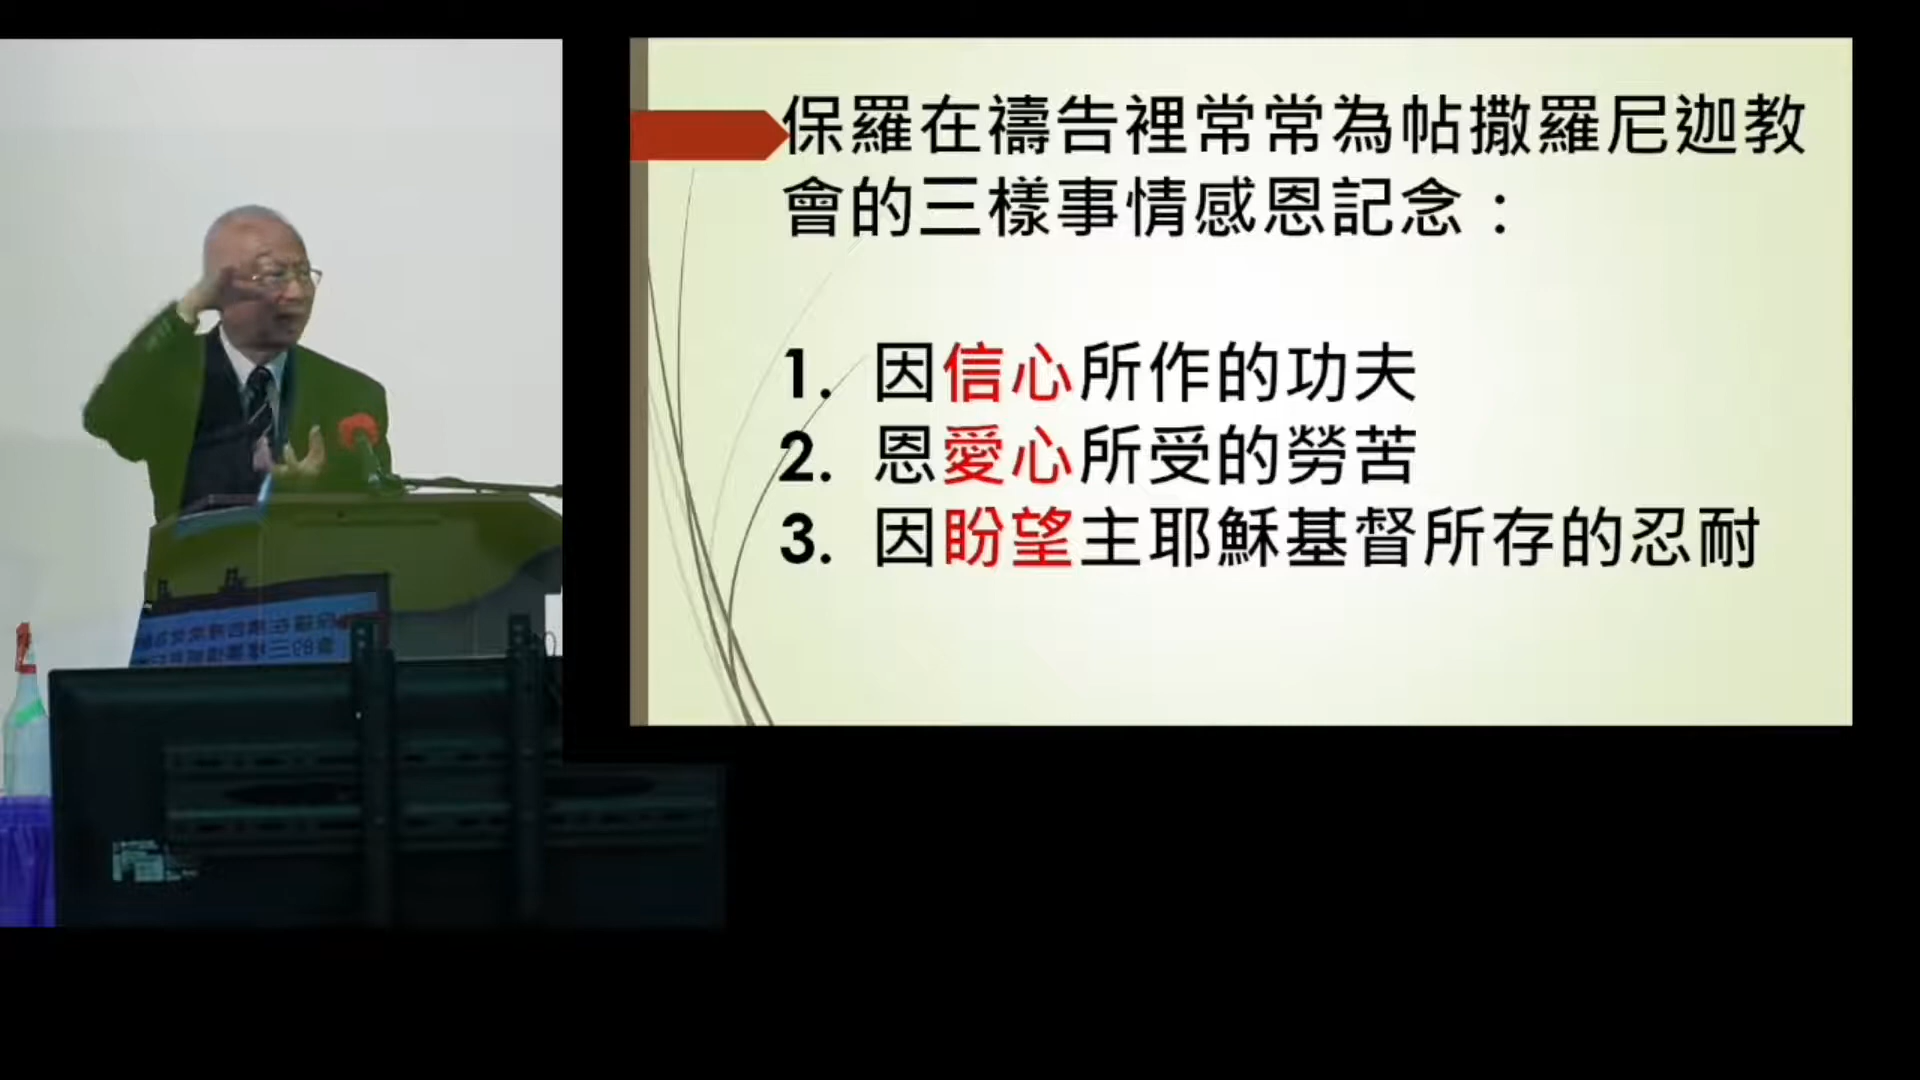 保羅在禱告裡常常為帖撒羅尼迦教
會的三樣事情感恩記念：
1. 因信心所作的功夫
2. 恩愛心所受的勞苦
3. 因盼望主耶穌基督所存的忍耐